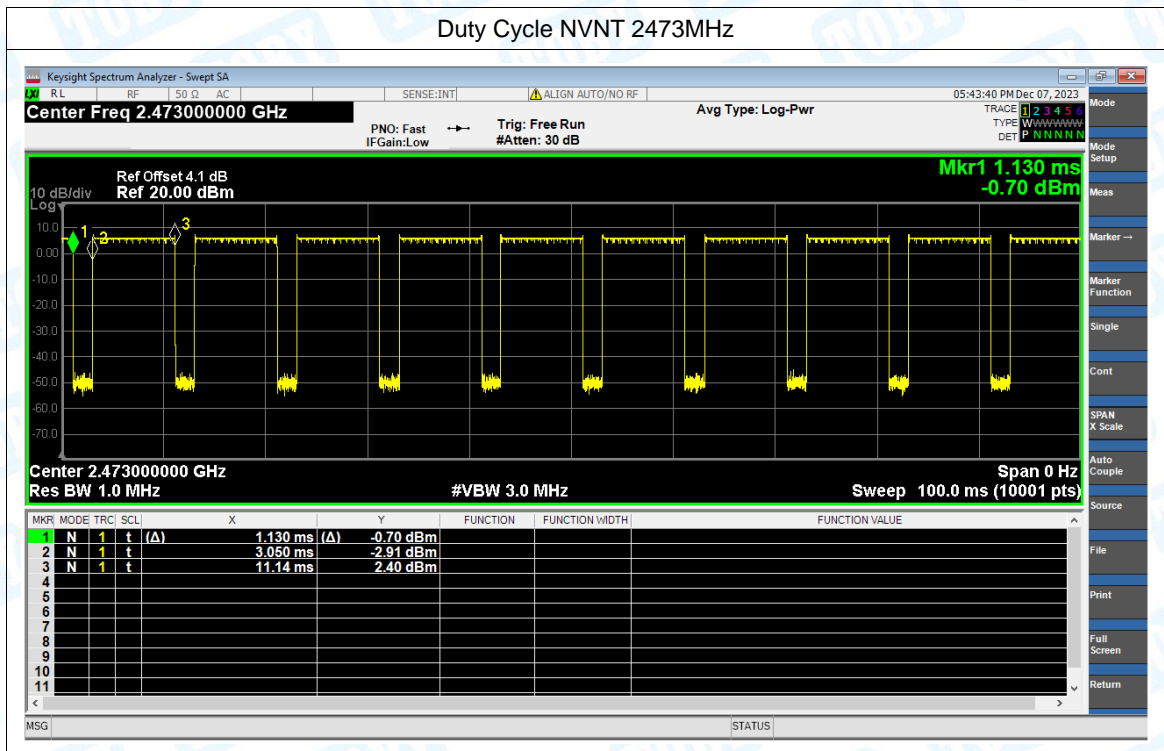 Duty Cycle NVNT 2473MHz
Keysight Spectrum Analyzer - Swept SA
LXI RL RF 50 Ω AC SENSE:INT ALIGN AUTO/NO RF 05:43:40 PM Dec 07, 2023
Center Freq 2.473000000 GHz
PNO: Fast
IFGain:Low
Trig: Free Run
#Atten: 30 dB
Avg Type: Log-Pwr
TRACE 1 2 3 4 5 6
TYPE WWWWWW
DET P N N N N N
Ref Offset 4.1 dB
10 dB/div Ref 20.00 dBm
Log
Mkr1 1.130 ms
-0.70 dBm
1
2
3
10.0
0.00
-10.0
-20.0
-30.0
-40.0
-50.0
-60.0
-70.0
Center 2.473000000 GHz Span 0 Hz
Res BW 1.0 MHz #VBW 3.0 MHz Sweep 100.0 ms (10001 pts)
MKR MODE TRC SCL X Y FUNCTION FUNCTION WIDTH FUNCTION VALUE
1 N 1 t (Δ) 1.130 ms (Δ) -0.70 dBm
2 N 1 t 3.050 ms -2.91 dBm
3 N 1 t 11.14 ms 2.40 dBm
4
5
6
7
8
9
10
11
MSG STATUS
Mode
Mode
Setup
Meas
Marker→
Marker
Function
Single
Cont
SPAN
X Scale
Auto
Couple
Source
File
Print
Full
Screen
Return